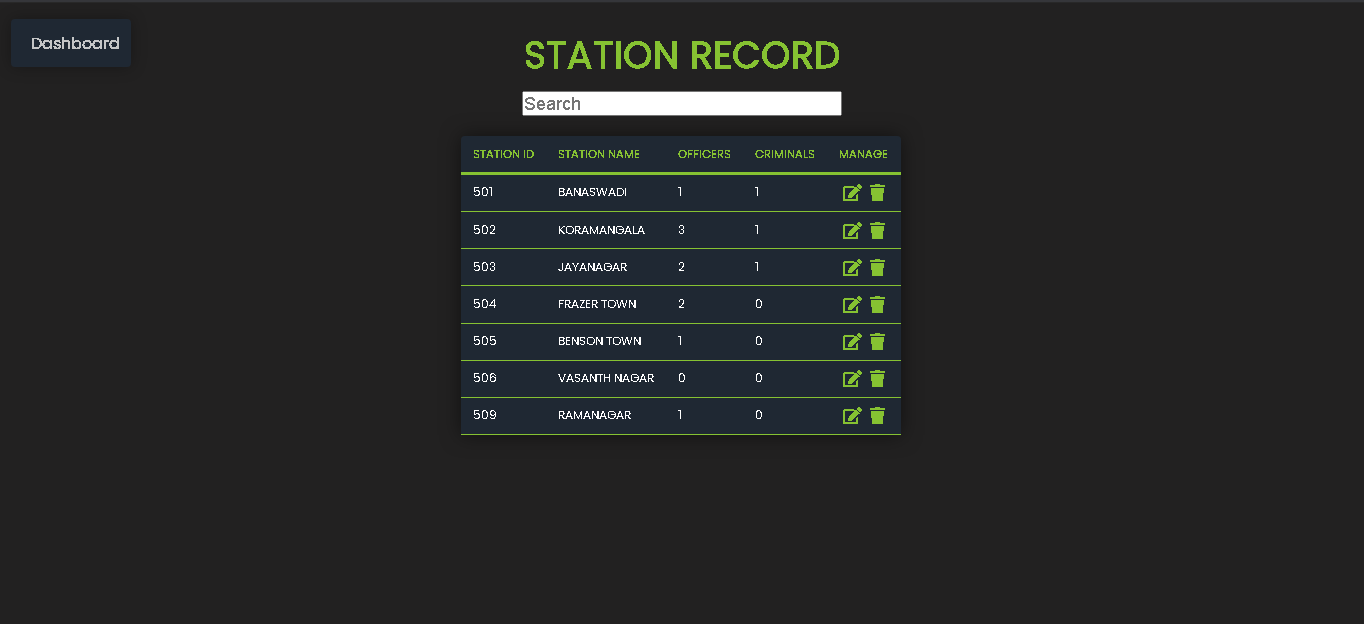 Dashboard
STATION RECORD
Search
STATION ID STATION NAME OFFICERS CRIMINALS MANAGE
501 BANASWADI 1 1
502 KORAMANGALA 3 1
503 JAYANAGAR 2 1
504 FRAZER TOWN 2 0
505 BENSON TOWN 1 0
506 VASANTH NAGAR 0 0
509 RAMANAGAR 1 0